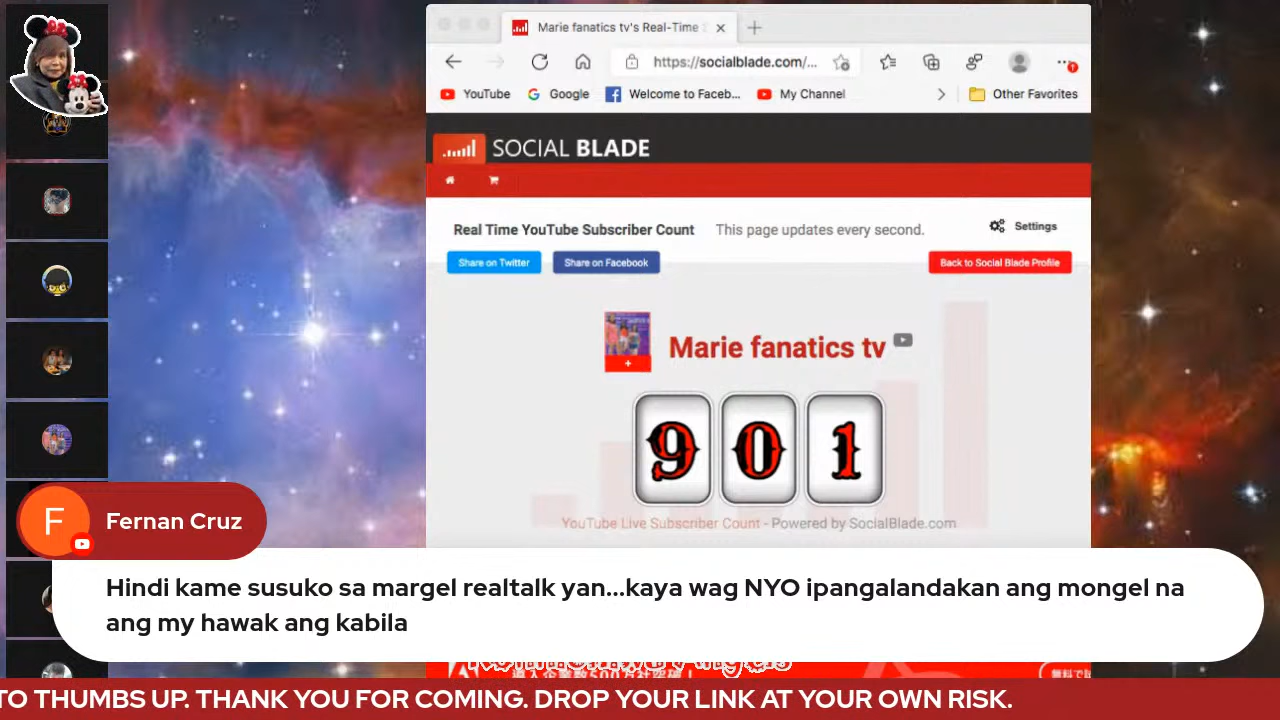 Marie fanatics tv's Real-Time
https://socialblade.com/...
YouTube
Google
Welcome to Faceb...
My Channel
Other Favorites
SOCIAL BLADE
Real Time YouTube Subscriber Count
This page updates every second.
Settings
Share on Twitter
Share on Facebook
Back to Social Blade Profile
Marie fanatics tv
901
YouTube Live Subscriber Count - Powered by SocialBlade.com
F
Fernan Cruz
Hindi kame susuko sa margel realtalk yan...kaya wag NYO ipangalandakan ang mongel na
ang my hawak ang kabila
TO THUMBS UP. THANK YOU FOR COMING. DROP YOUR LINK AT YOUR OWN RISK.